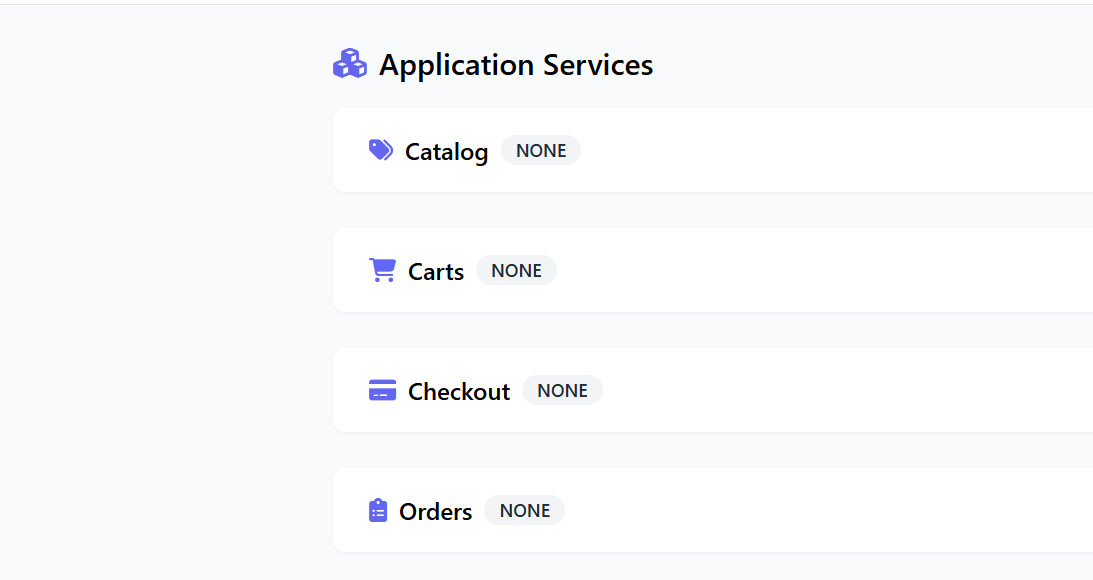 Application Services
Catalog NONE
Carts NONE
Checkout NONE
Orders NONE